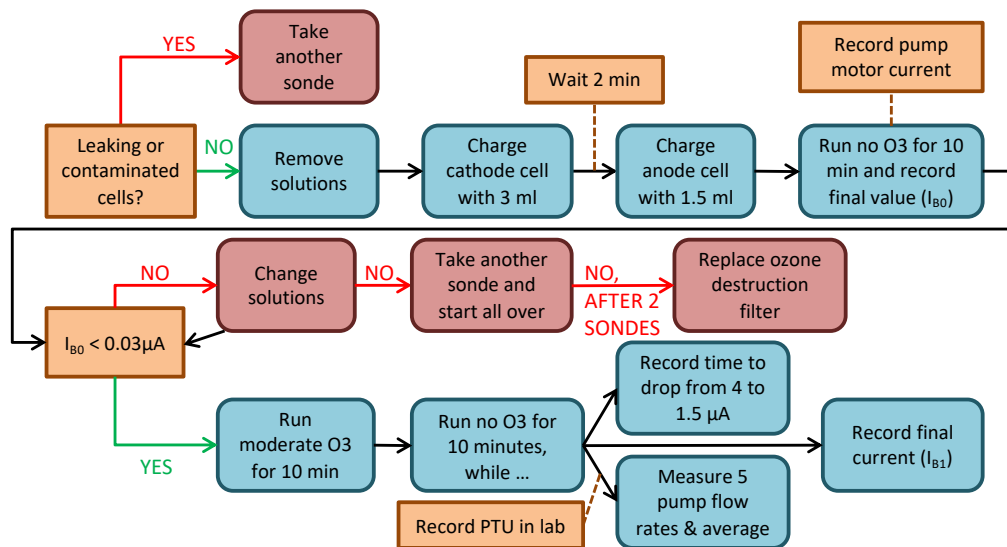 YES
Take
another
sonde
Wait 2 min
Record pump
motor current
Leaking or
contaminated
cells?
NO
Remove
solutions
Charge
cathode cell
with 3 ml
Charge
anode cell
with 1.5 ml
Run no O3 for 10
min and record
final value (I_B0)
NO
Change
solutions
NO
Take another
sonde and
start all over
NO,
AFTER 2
SONDES
Replace ozone
destruction
filter
I_B0 < 0.03µA
YES
Run
moderate O3
for 10 min
Run no O3 for
10 minutes,
while …
Record time to
drop from 4 to
1.5 µA
Record final
current (I_B1)
Measure 5
pump flow
rates & average
Record PTU in lab